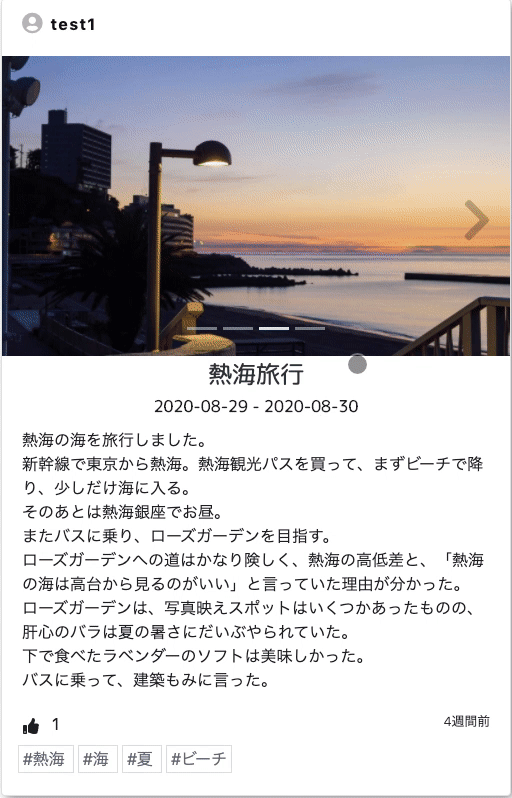 test1
熱海旅行
2020-08-29 - 2020-08-30
熱海の海を旅行しました。
新幹線で東京から熱海。熱海観光パスを買って、まずビーチで降
り、少しだけ海に入る。
そのあとは熱海銀座でお昼。
またバスに乗り、ローズガーデンを目指す。
ローズガーデンへの道はかなり険しく、熱海の高低差と、「熱海
の海は高台から見るのがいい」と言っていた理由が分かった。
ローズガーデンは、写真映えスポットはいくつかあったものの、
肝心のバラは夏の暑さにだいぶやられていた。
下で食べたラベンダーのソフトは美味しかった。
バスに乗って、建築もみに言った。
1
4週間前
#熱海 #海 #夏 #ビーチ